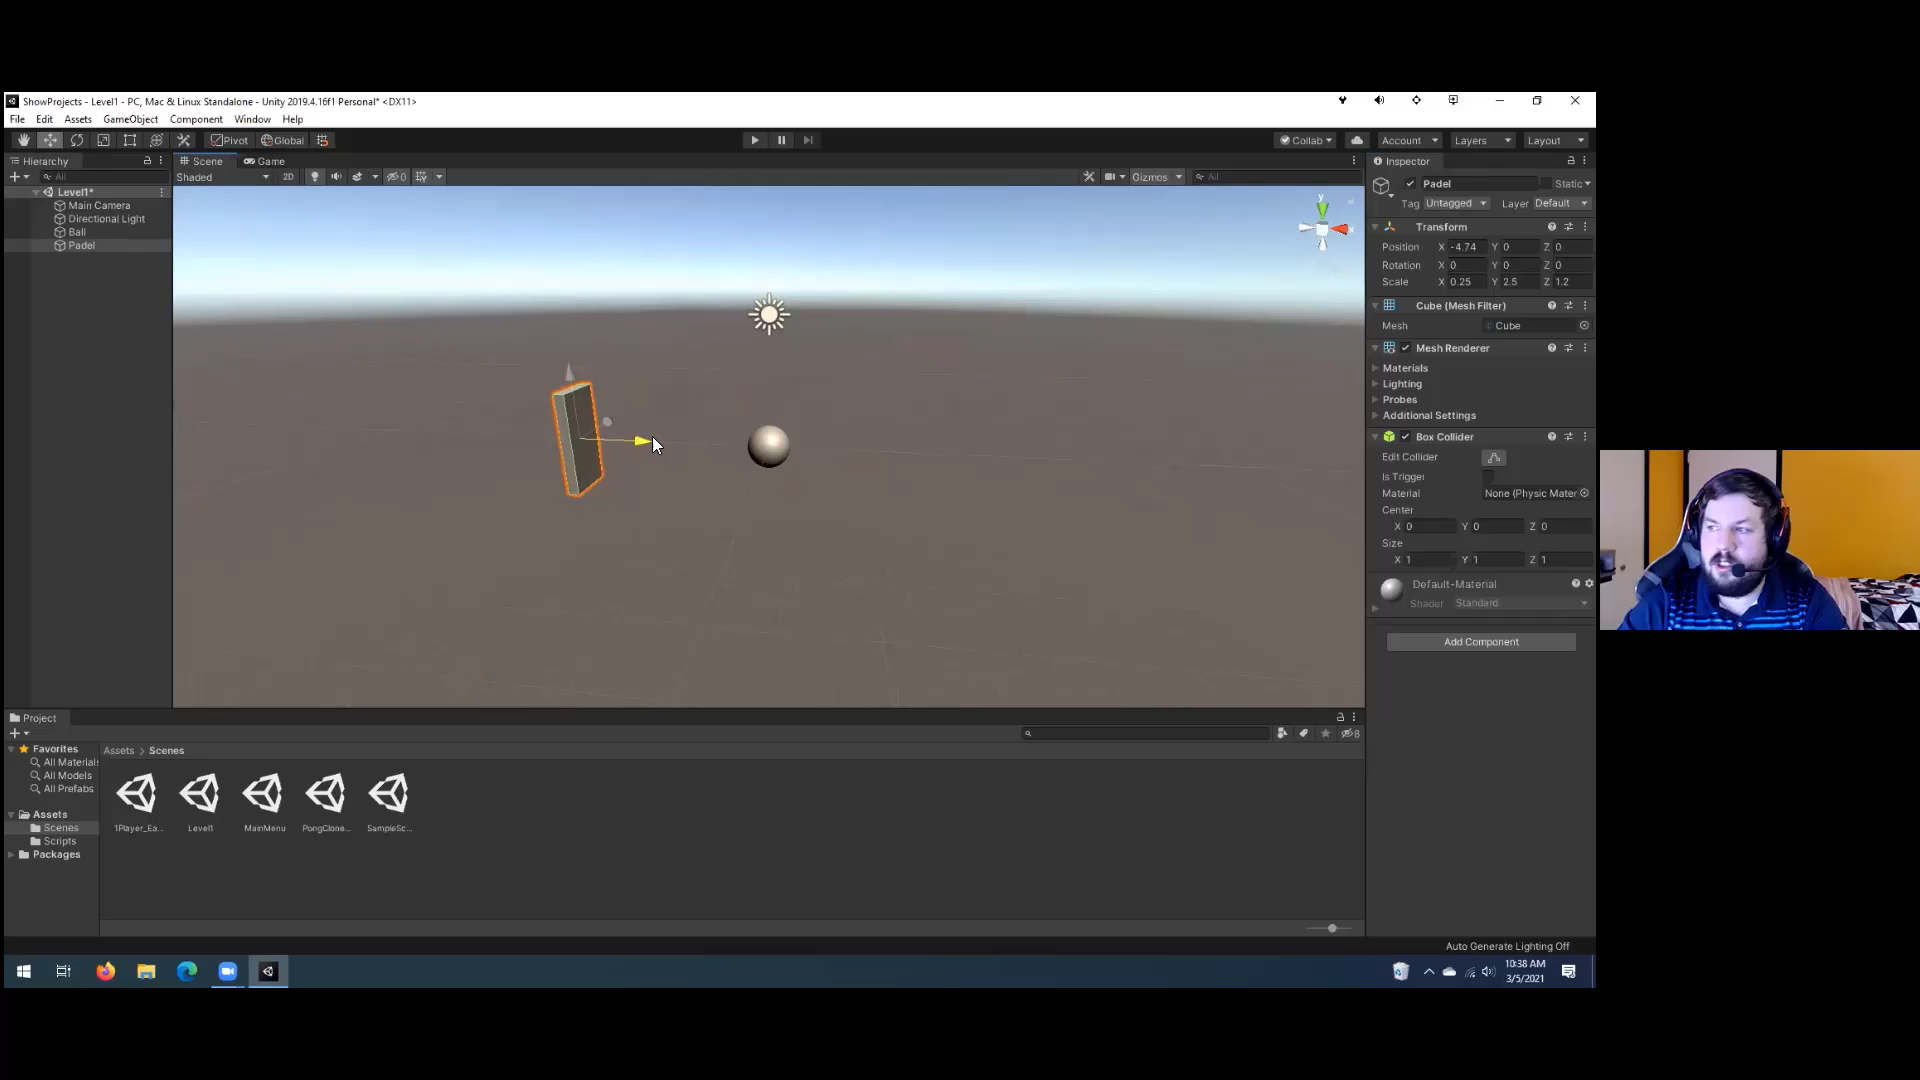 ShowProjects - Level1 - PC, Mac & Linux Standalone - Unity 2019.4.16f1 Personal* <DX11>
File Edit Assets GameObject Component Window Help
Pivot Global Collab Account Layers Layout
Hierarchy
All
Level1*
Main Camera
Directional Light
Ball
Padel
Scene Game
Shaded 2D 0 Gizmos All
y
x
Inspector
Padel Static
Tag Untagged Layer Default
Transform
Position X -4.74 Y 0 Z 0
Rotation X 0 Y 0 Z 0
Scale X 0.25 Y 2.5 Z 1.2
Cube (Mesh Filter)
Mesh Cube
Mesh Renderer
Materials
Lighting
Probes
Additional Settings
Box Collider
Edit Collider
Is Trigger
Material None (Physic Mater
Center
X 0 Y 0 Z 0
Size
X 1 Y 1 Z 1
Default-Material
Shader Standard
Add Component
Project
8
Favorites
All Materials
All Models
All Prefabs
Assets
Scenes
Scripts
Packages
Assets > Scenes
1Player_Ea... Level1 MainMenu PongClone... SampleSc...
Auto Generate Lighting Off
10:38 AM
3/5/2021